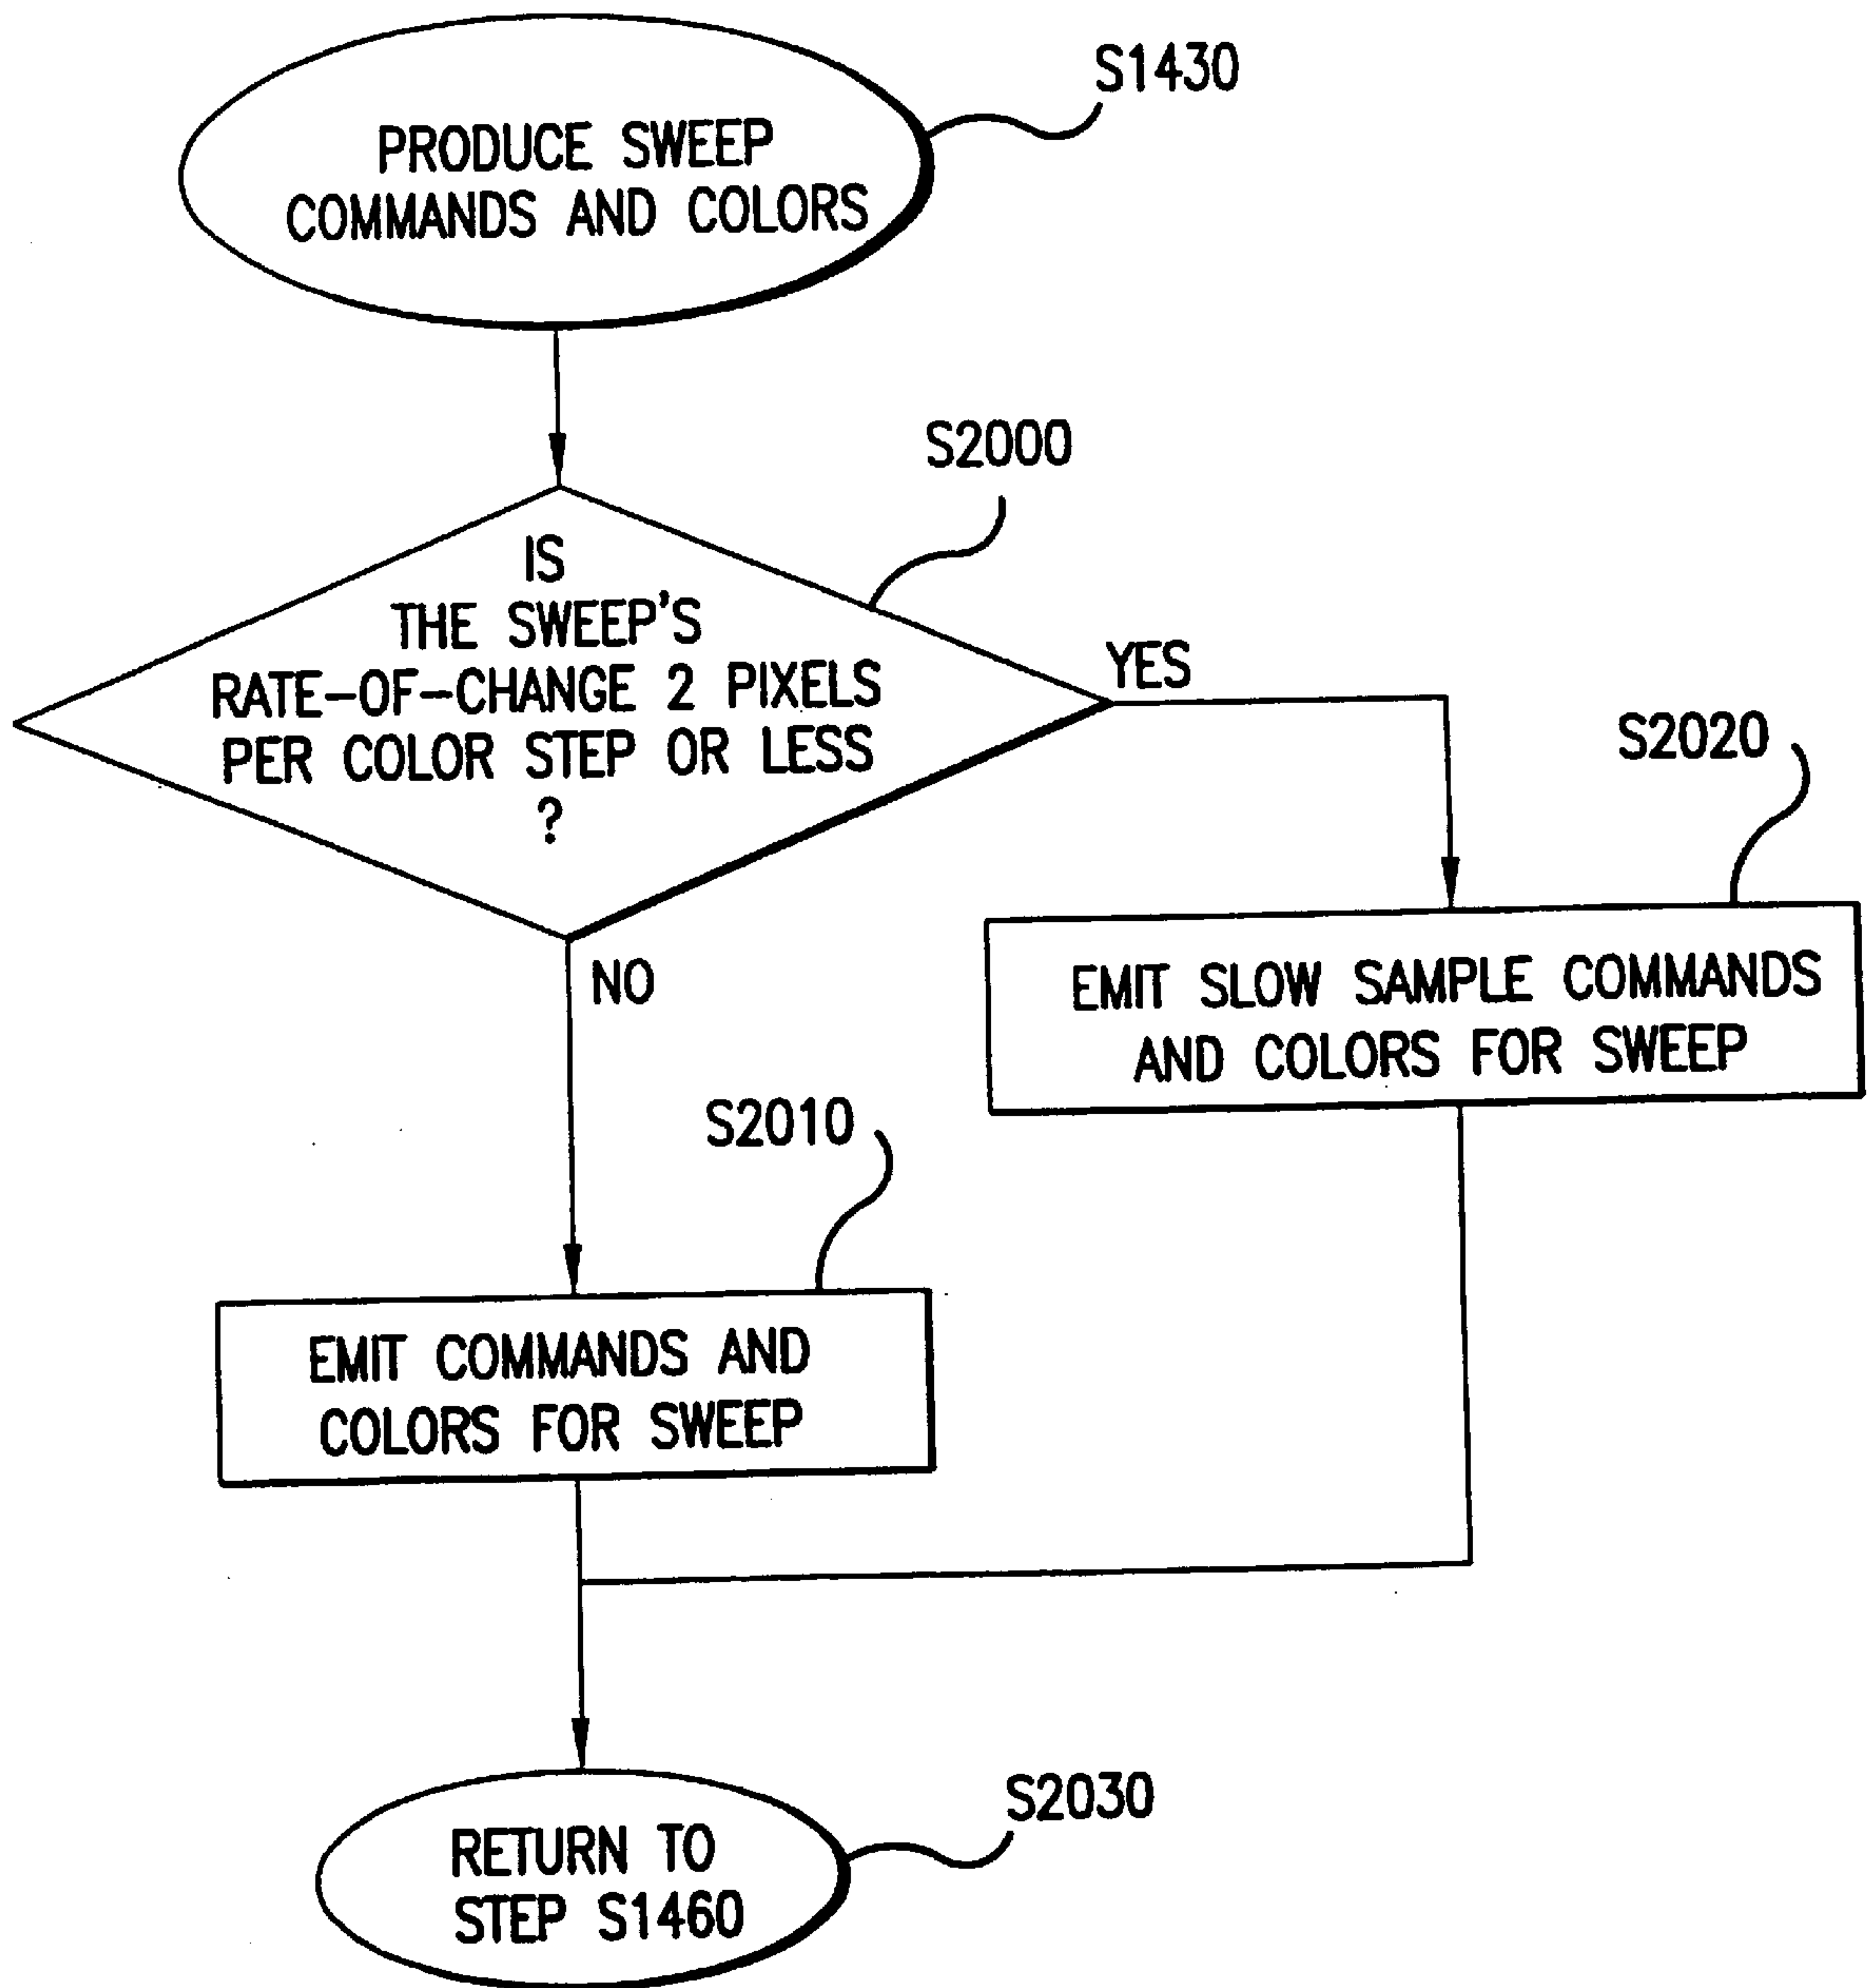 S1430
PRODUCE SWEEP
COMMANDS AND COLORS
S2000
IS
THE SWEEP'S
RATE-OF-CHANGE 2 PIXELS
PER COLOR STEP OR LESS
?
YES
S2020
NO
EMIT SLOW SAMPLE COMMANDS
AND COLORS FOR SWEEP
S2010
EMIT COMMANDS AND
COLORS FOR SWEEP
S2030
RETURN TO
STEP S1460